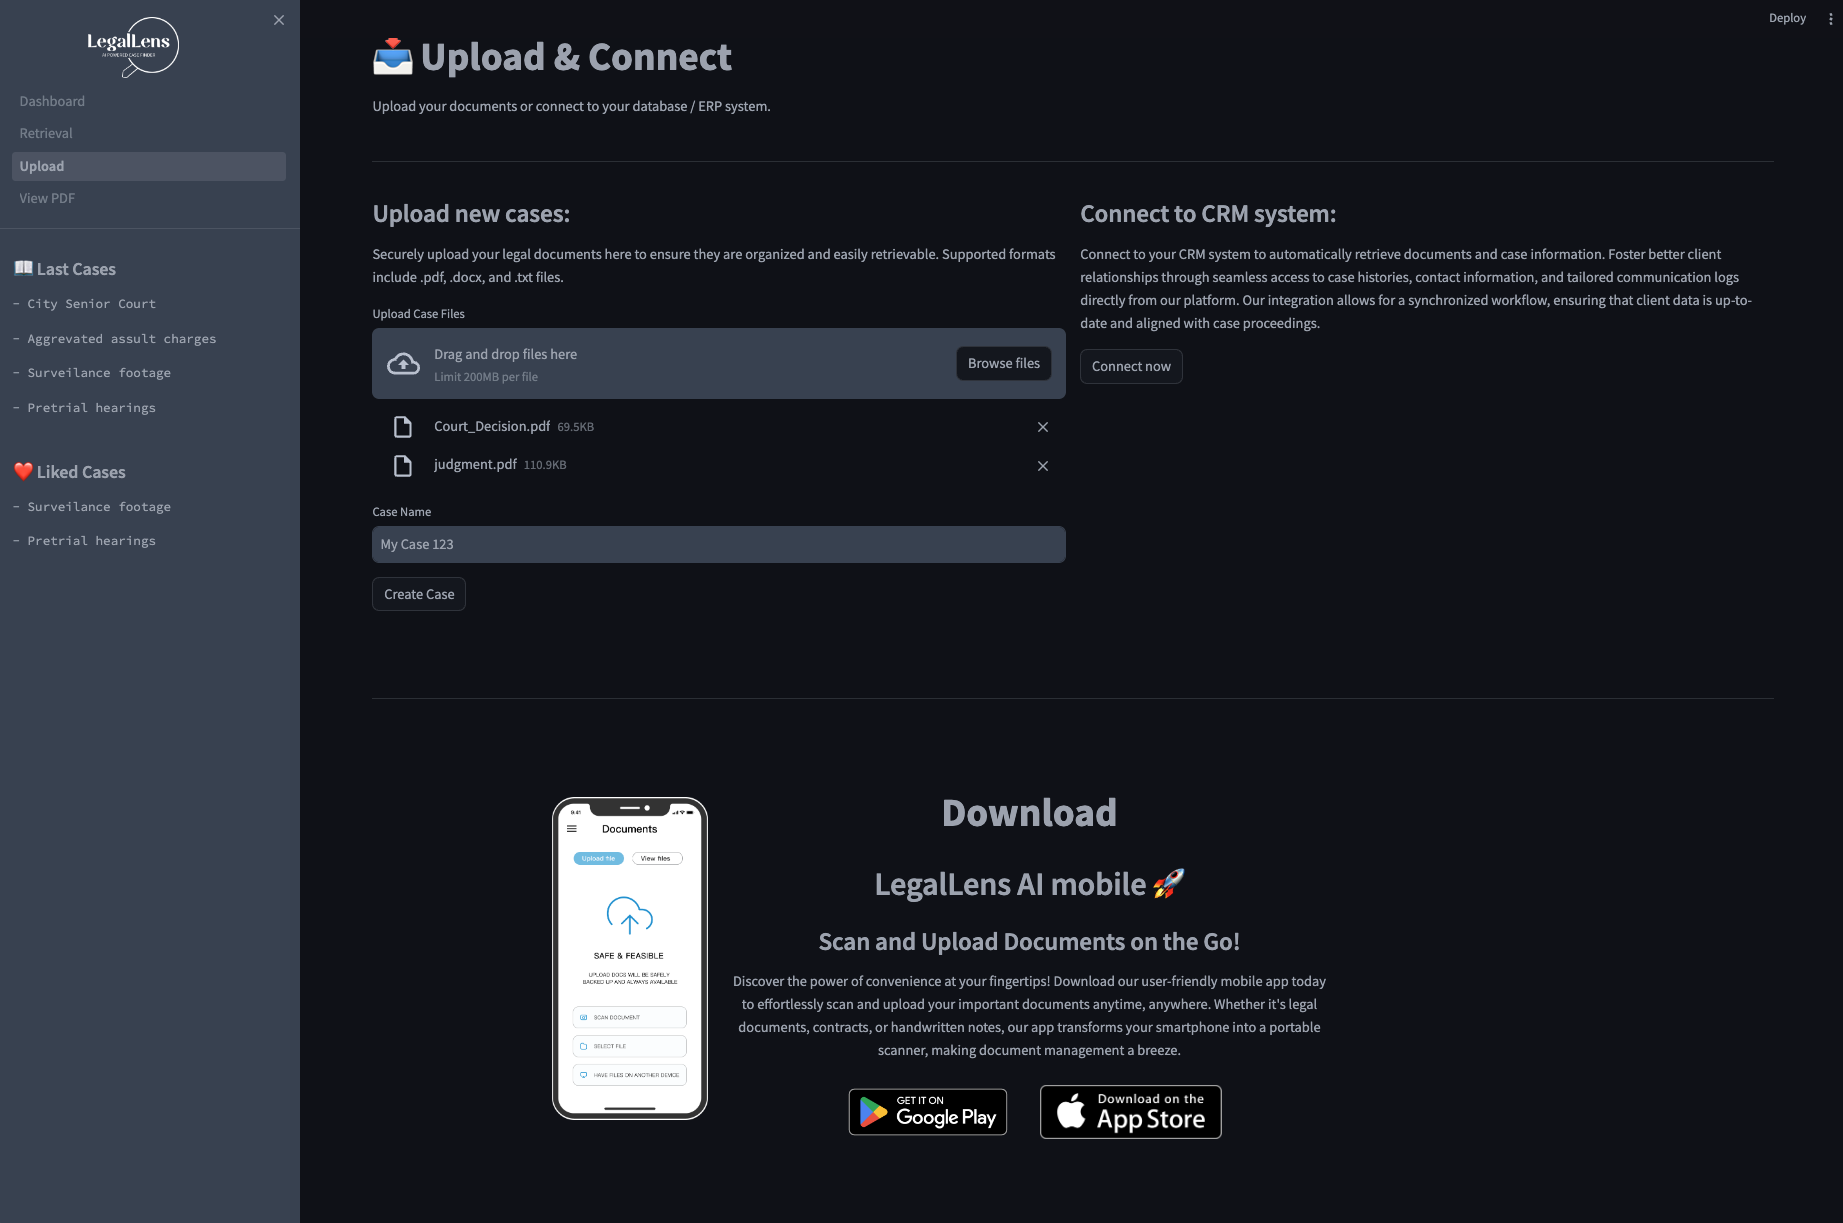 LegalLens
AI POWERED CASE FINDER
Dashboard
Retrieval
Upload
View PDF
Last Cases
- City Senior Court
- Aggrevated assult charges
- Surveilance footage
- Pretrial hearings
Liked Cases
- Surveilance footage
- Pretrial hearings
Deploy
Upload & Connect
Upload your documents or connect to your database / ERP system.
Upload new cases:
Securely upload your legal documents here to ensure they are organized and easily retrievable. Supported formats
include .pdf, .docx, and .txt files.
Upload Case Files
Drag and drop files here
Limit 200MB per file
Browse files
Court_Decision.pdf 69.5KB
judgment.pdf 110.9KB
Case Name
My Case 123
Create Case
Connect to CRM system:
Connect to your CRM system to automatically retrieve documents and case information. Foster better client
relationships through seamless access to case histories, contact information, and tailored communication logs
directly from our platform. Our integration allows for a synchronized workflow, ensuring that client data is up-to-
date and aligned with case proceedings.
Connect now
9:41
Documents
Upload file
View files
SAFE & FEASIBLE
UPLOAD DOCS WILL BE SAFELY
BACKED UP AND ALWAYS AVAILABLE
SCAN DOCUMENT
SELECT FILE
HAVE FILES ON ANOTHER DEVICE
Download
LegalLens AI mobile
Scan and Upload Documents on the Go!
Discover the power of convenience at your fingertips! Download our user-friendly mobile app today
to effortlessly scan and upload your important documents anytime, anywhere. Whether it's legal
documents, contracts, or handwritten notes, our app transforms your smartphone into a portable
scanner, making document management a breeze.
GET IT ON
Google Play
Download on the
App Store